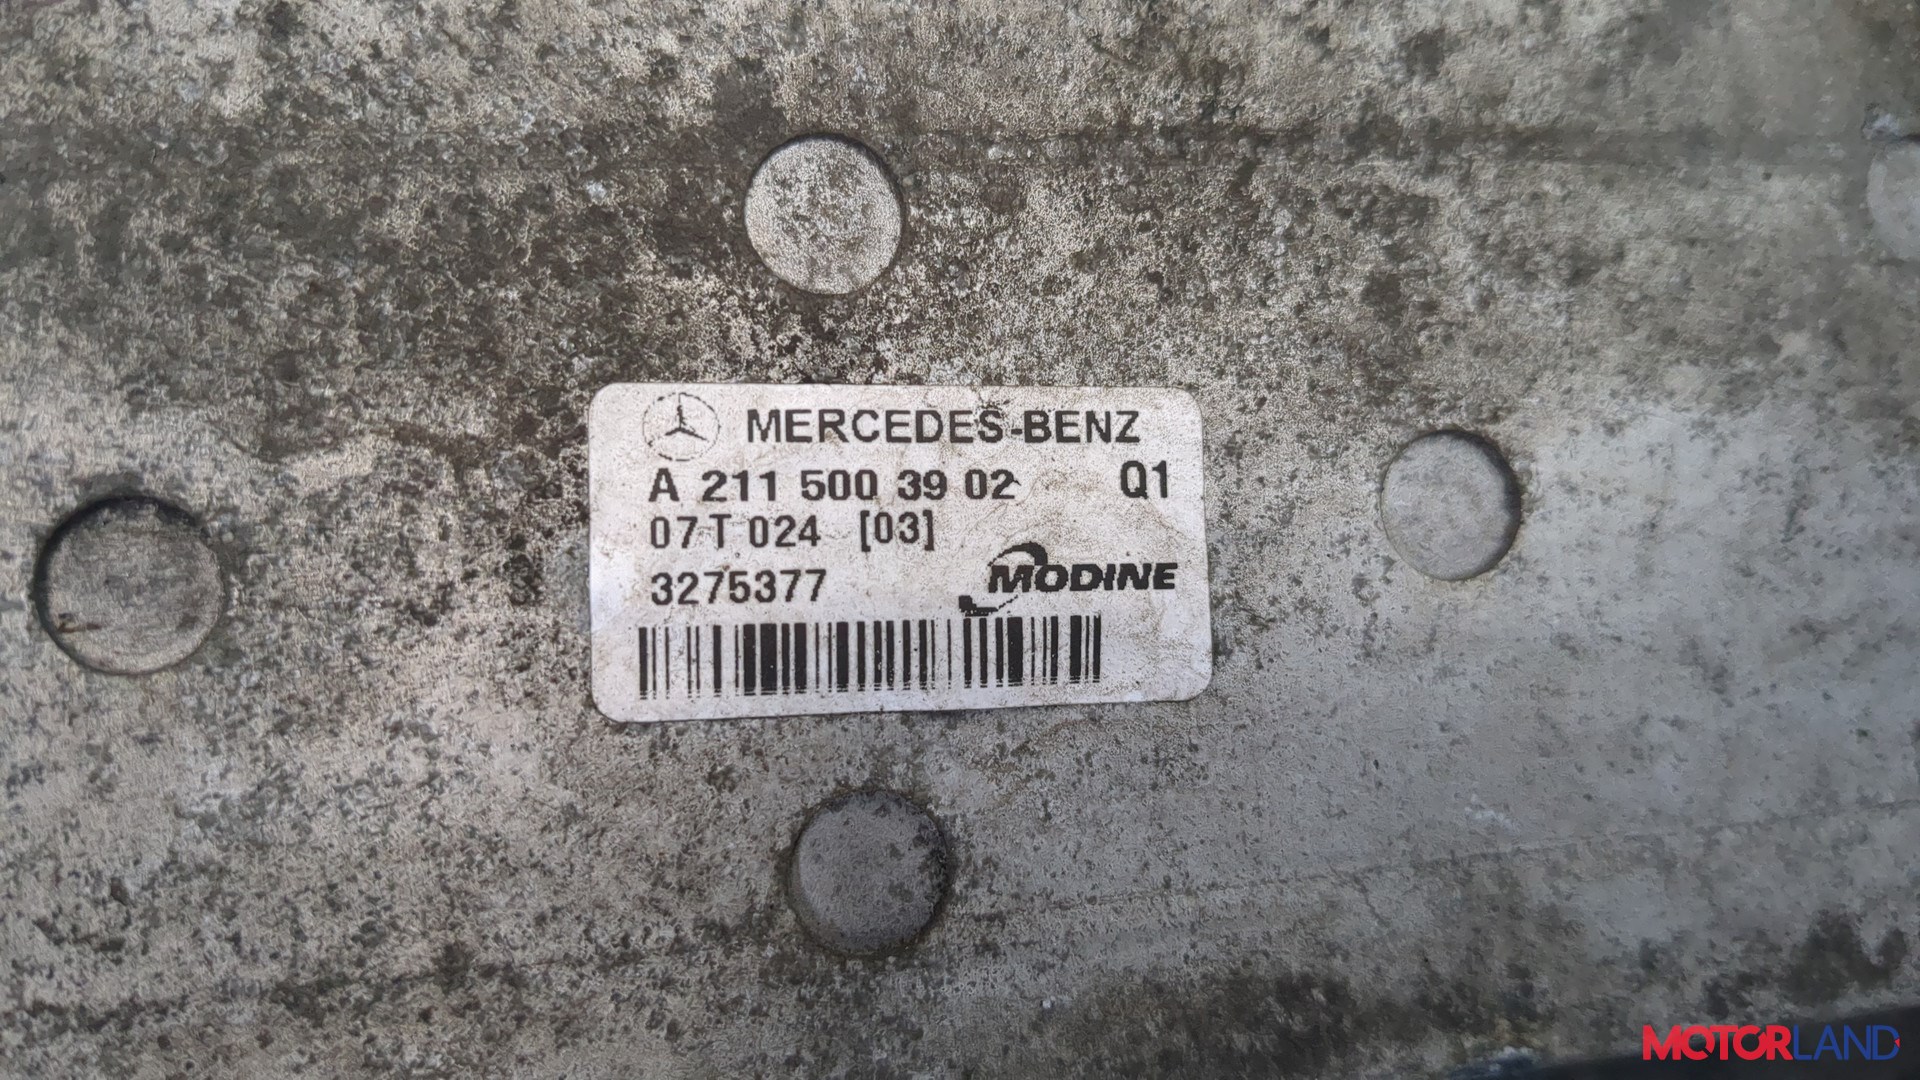 MERCEDES-BENZ
A 211 500 39 02 Q1
07 T 024 [03]
3275377 MODINE
MOTORLAND